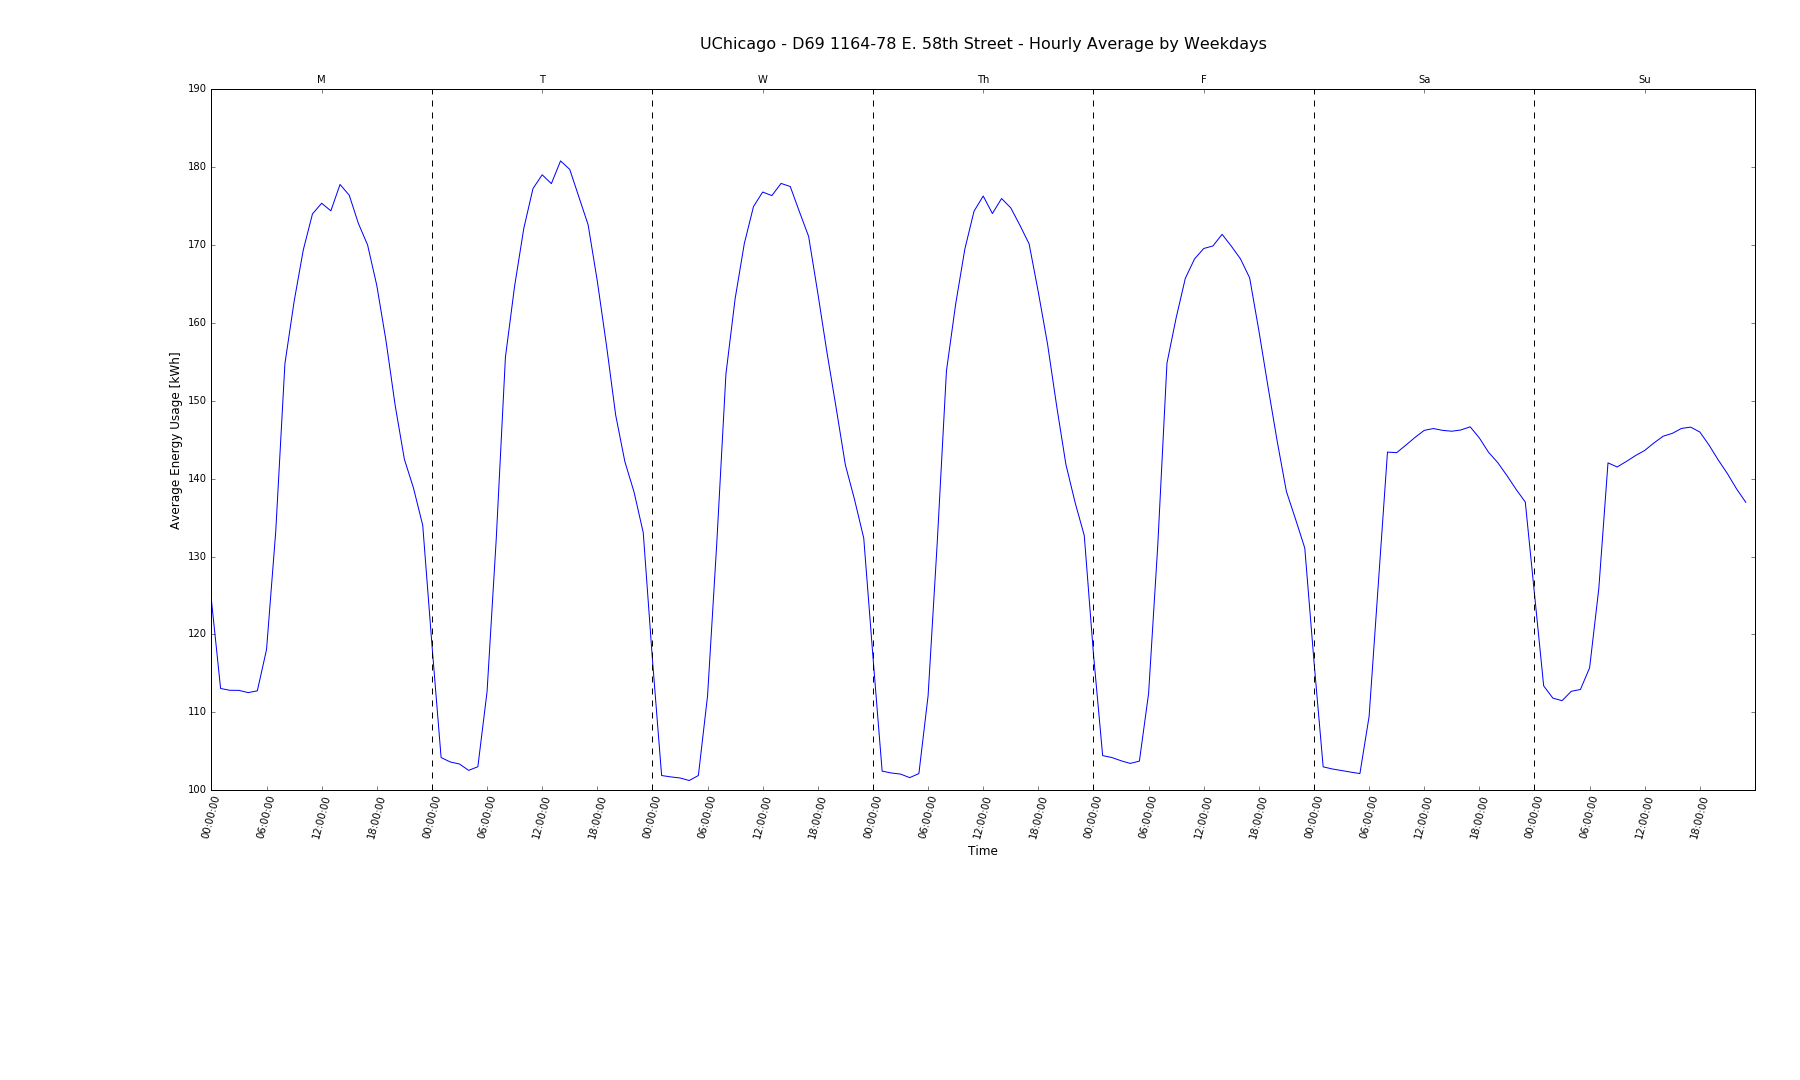 UChicago - D69 1164-78 E. 58th Street - Hourly Average by Weekdays
M T W Th F Sa Su
190
180
170
160
150
140
130
120
110
100
Average Energy Usage [kWh]
00:00:00 06:00:00 12:00:00 18:00:00 00:00:00 06:00:00 12:00:00 18:00:00 00:00:00 06:00:00 12:00:00 18:00:00 00:00:00 06:00:00 12:00:00 18:00:00 00:00:00 06:00:00 12:00:00 18:00:00 00:00:00 06:00:00 12:00:00 18:00:00 00:00:00 06:00:00 12:00:00 18:00:00
Time